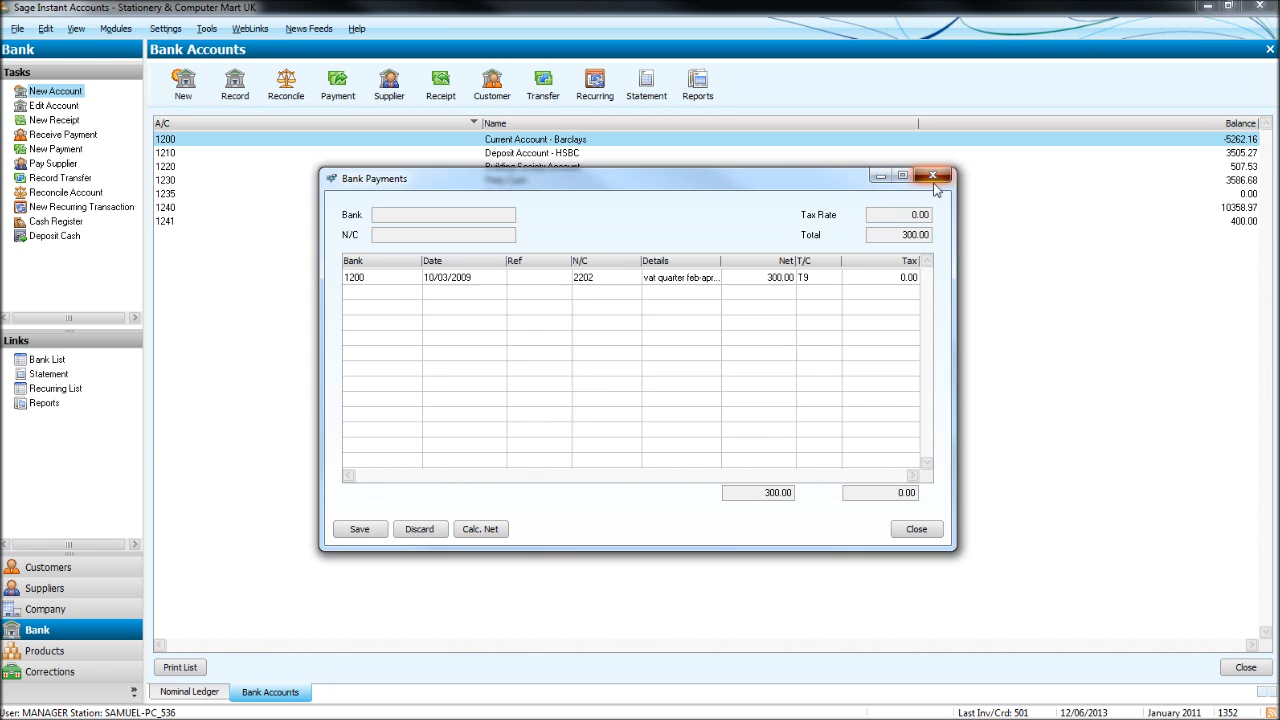 Sage Instant Accounts - Stationery & Computer Mart UK
File Edit View Modules Settings Tools WebLinks News Feeds Help
Bank
Bank Accounts
Tasks
New Account
Edit Account
New Receipt
Receive Payment
New Payment
Pay Supplier
Record Transfer
Reconcile Account
New Recurring Transaction
Cash Register
Deposit Cash
Links
Bank List
Statement
Recurring List
Reports
Customers
Suppliers
Company
Bank
Products
Corrections
New Record Reconcile Payment Supplier Receipt Customer Transfer Recurring Statement Reports
A/C Name Balance
1200 Current Account - Barclays -5262.16
1210 Deposit Account - HSBC 3505.27
1220 Building Society Account 507.53
1230 3586.68
1235 0.00
1240 10358.97
1241 400.00
Bank Payments
Bank Tax Rate 0.00
N/C Total 300.00
Bank Date Ref N/C Details Net T/C Tax
1200 10/03/2009 2202 vat quarter feb-apr... 300.00 T9 0.00
300.00 0.00
Save Discard Calc. Net Close
Print List Close
Nominal Ledger Bank Accounts
User: MANAGER Station: SAMUEL-PC_536 Last Inv/Crd: 501 12/06/2013 January 2011 1352